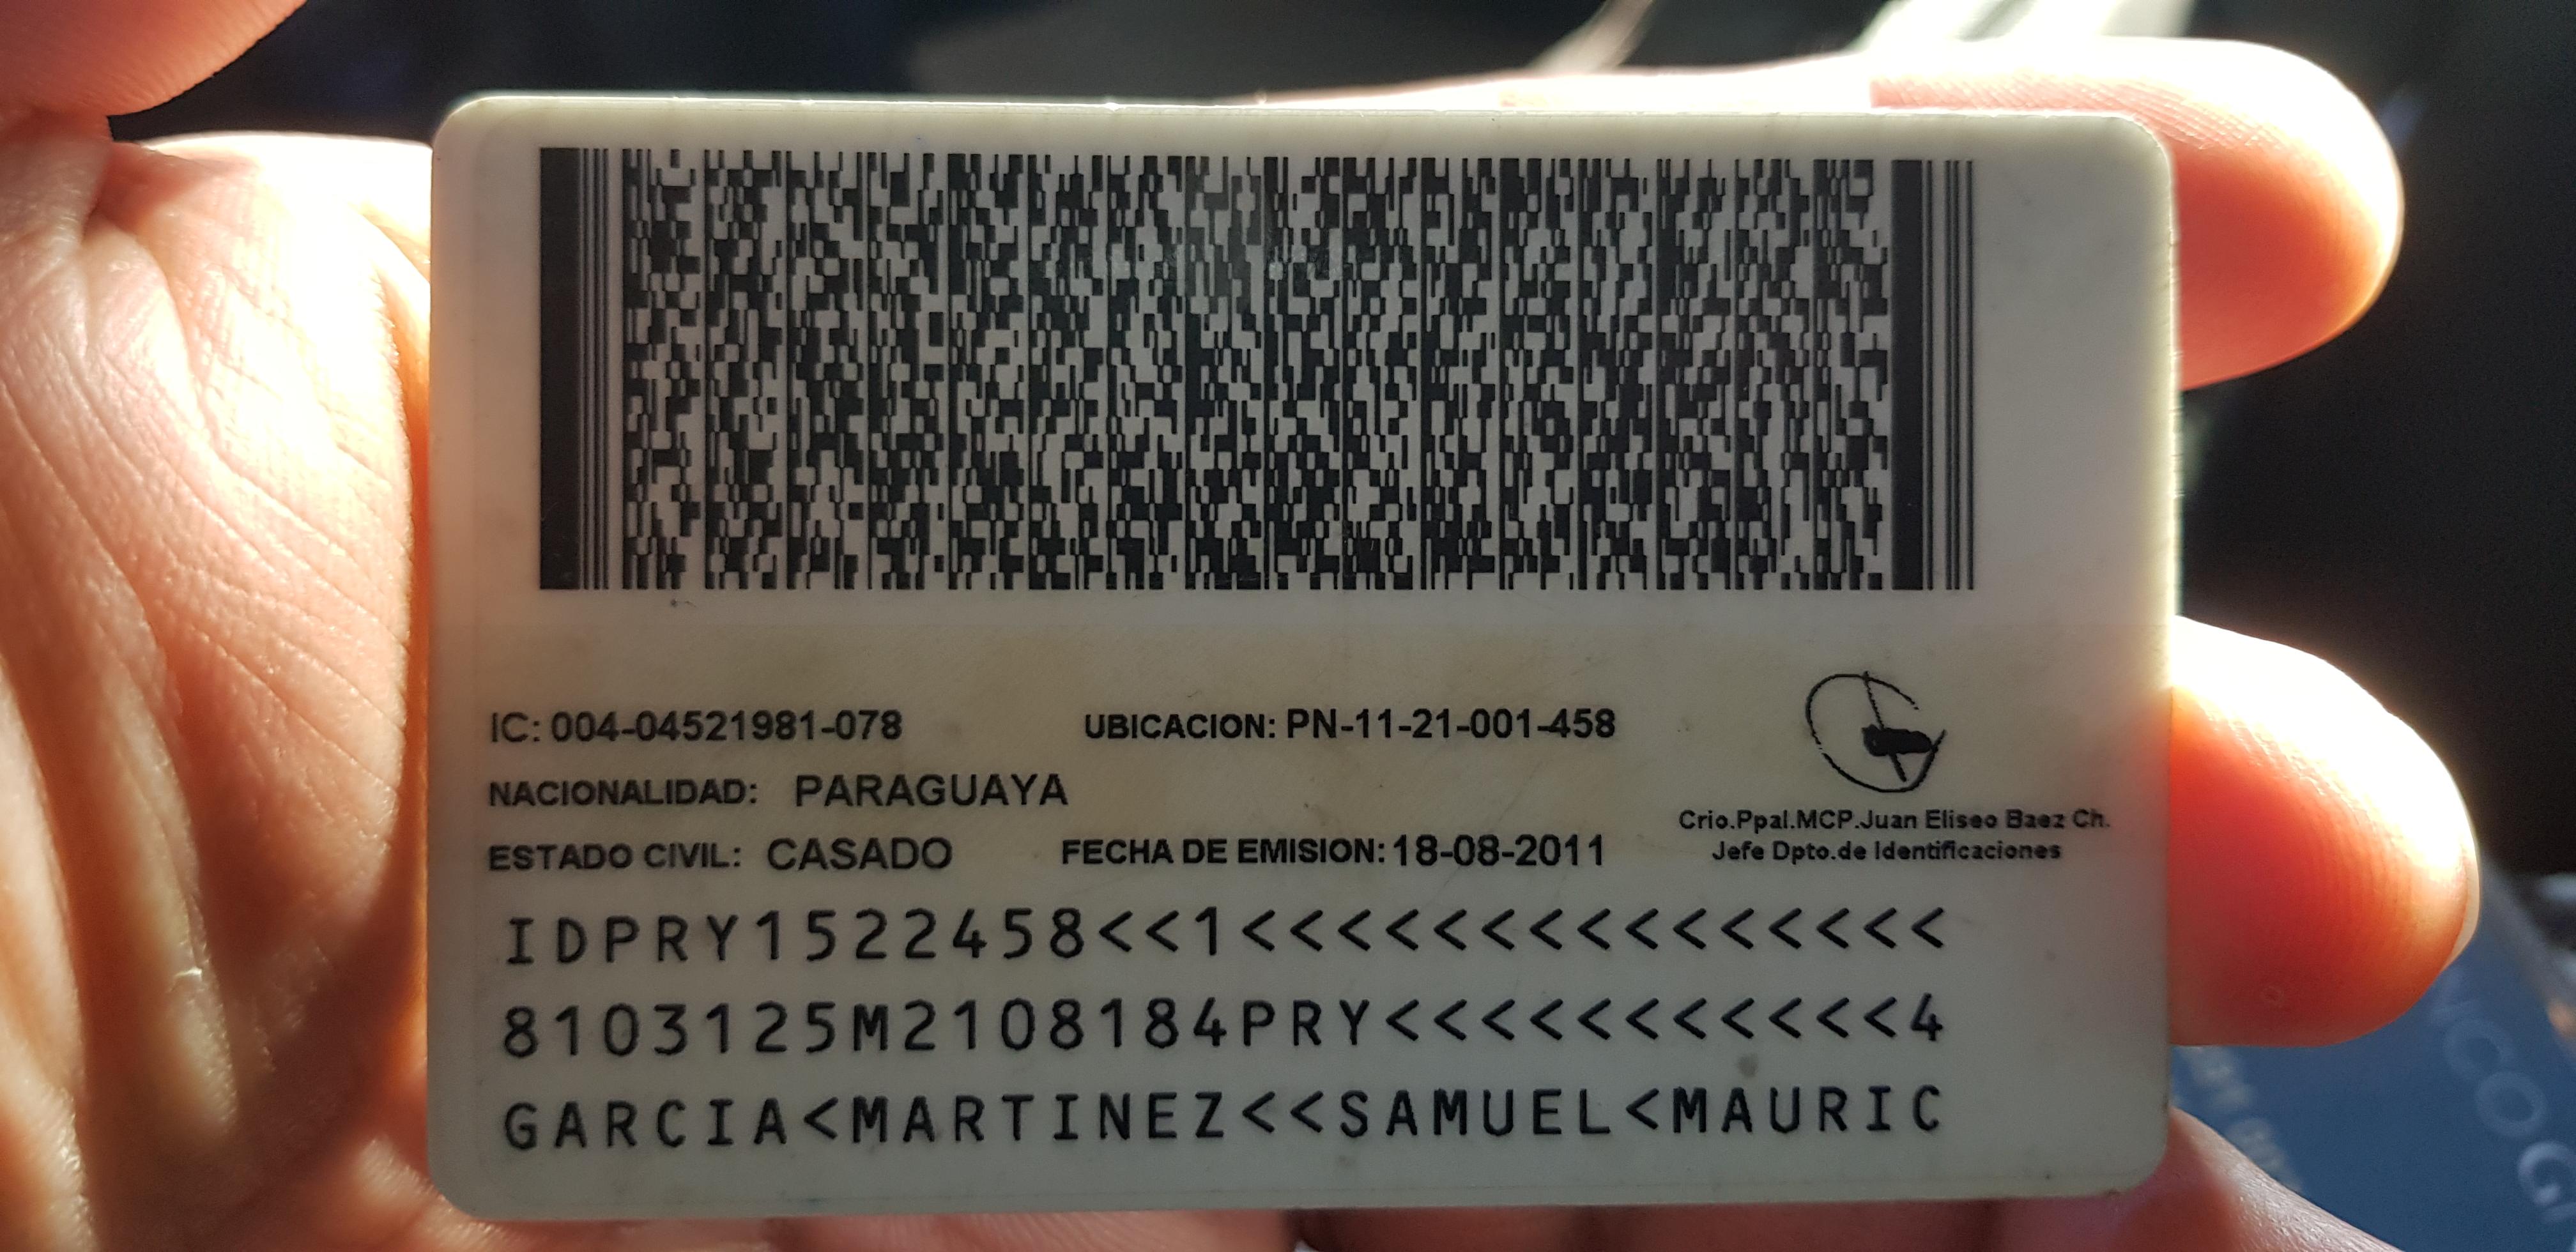 IC: 004-04521981-078 UBICACION: PN-11-21-001-458
NACIONALIDAD: PARAGUAYA
Crio.Ppal.MCP.Juan Eliseo Baez Ch.
Jefe Dpto.de Identificaciones
ESTADO CIVIL: CASADO FECHA DE EMISION: 18-08-2011
IDPRY1522458<<1<<<<<<<<<<<<<<<
8103125M2108184PRY<<<<<<<<<<<4
GARCIA<MARTINEZ<<SAMUEL<MAURIC